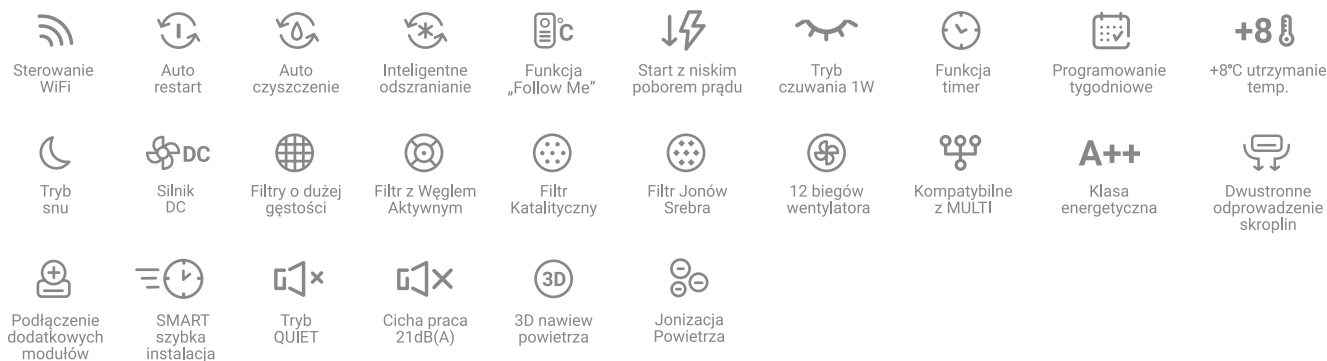 °C
+8
Sterowanie
WiFi
Auto
restart
Auto
czyszczenie
Inteligentne
odszranianie
Funkcja
„Follow Me”
Start z niskim
poborem prądu
Tryb
czuwania 1W
Funkcja
timer
Programowanie
tygodniowe
+8°C utrzymanie
temp.
DC
A++
Tryb
snu
Silnik
DC
Filtry o dużej
gęstości
Filtr z Węglem
Aktywnym
Filtr
Katalityczny
Filtr Jonów
Srebra
12 biegów
wentylatora
Kompatybilne
z MULTI
Klasa
energetyczna
Dwustronne
odprowadzenie
skroplin
3D
Podłączenie
dodatkowych
modułów
SMART
szybka
instalacja
Tryb
QUIET
Cicha praca
21dB(A)
3D nawiew
powietrza
Jonizacja
Powietrza